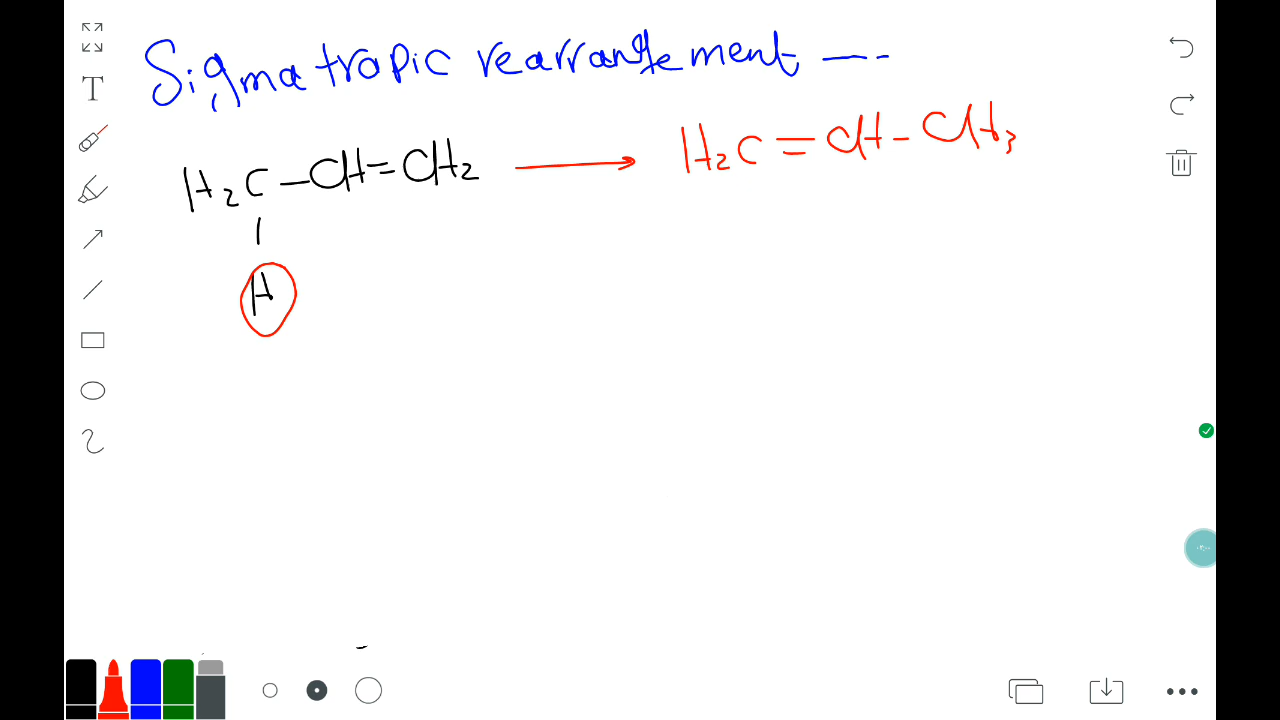 Sigmatropic rearrangement ---
H2C-CH=CH2 → H2C=CH-CH3
|
H
T